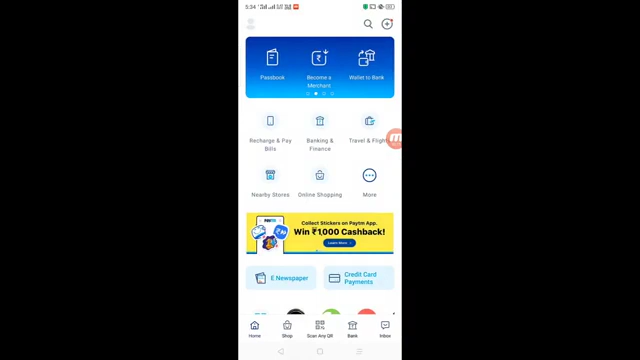 5:34
Passbook
Become a
Merchant
Wallet to Bank
Recharge & Pay
Bills
Banking &
Finance
Travel & Flight
Nearby Stores
Online Shopping
More
Collect Stickers on Paytm App.
Win ₹1,000 Cashback!
Learn More
E Newspaper
Credit Card
Payments
Home
Shop
Scan Any QR
Bank
Inbox